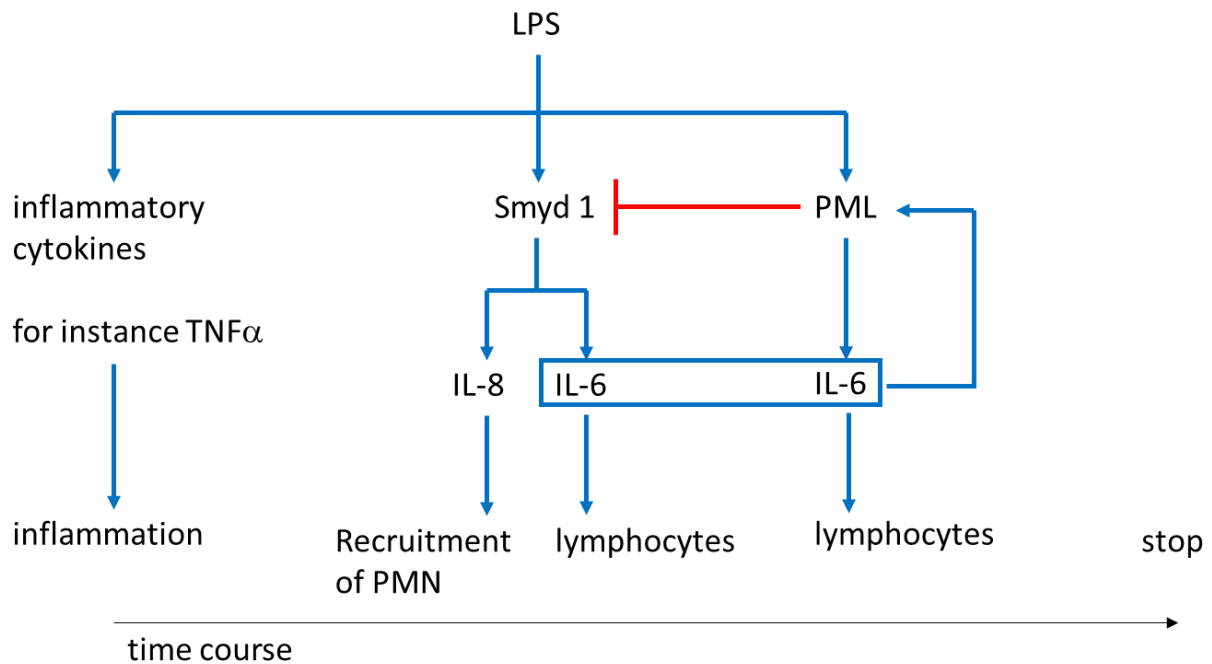 LPS
inflammatory
cytokines
Smyd 1
PML
for instance TNFα
IL-8
IL-6
IL-6
inflammation
Recruitment
of PMN
lymphocytes
lymphocytes
stop
time course